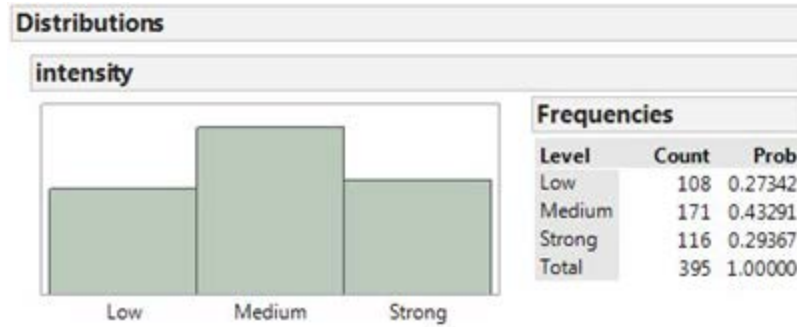 Distributions
intensity
Low Medium Strong
Frequencies
Level Count Prob
Low 108 0.27342
Medium 171 0.43291
Strong 116 0.29367
Total 395 1.00000